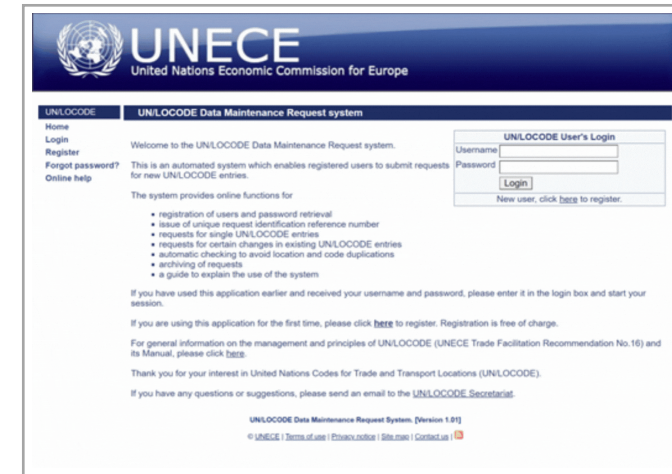 UNECE
United Nations Economic Commission for Europe
UN/LOCODE
UN/LOCODE Data Maintenance Request system
Home
Login
Register
Forgot password?
Online help
Welcome to the UN/LOCODE Data Maintenance Request system.
This is an automated system which enables registered users to submit requests
for new UN/LOCODE entries.
The system provides online functions for
• registration of users and password retrieval
• issue of unique request identification reference number
• requests for single UN/LOCODE entries
• requests for certain changes in existing UN/LOCODE entries
• automatic checking to avoid location and code duplications
• archiving of requests
• a guide to explain the use of the system
UN/LOCODE User's Login
Username
Password
Login
New user, click here to register.
If you have used this application earlier and received your username and password, please enter it in the login box and start your
session.
If you are using this application for the first time, please click here to register. Registration is free of charge.
For general information on the management and principles of UN/LOCODE (UNECE Trade Facilitation Recommendation No.16) and
its Manual, please click here.
Thank you for your interest in United Nations Codes for Trade and Transport Locations (UN/LOCODE).
If you have any questions or suggestions, please send an email to the UN/LOCODE Secretariat.
UN/LOCODE Data Maintenance Request System. [Version 1.01]
© UNECE | Terms of use | Privacy notice | Site map | Contact us |